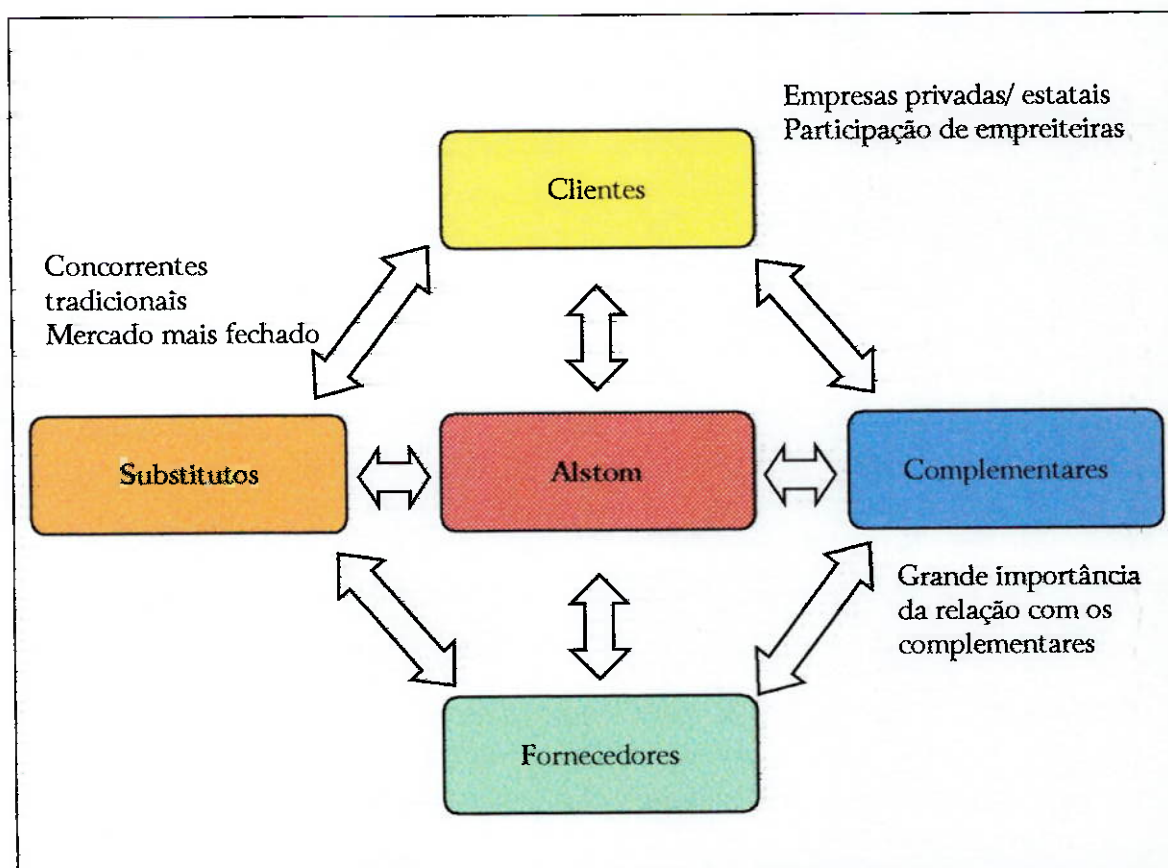 Empresas privadas/ estatais
Participação de empreiteiras
Clientes
Concorrentes
tradicionais
Mercado mais fechado
Substitutos
Alstom
Complementares
Grande importância
da relação com os
complementares
Fornecedores